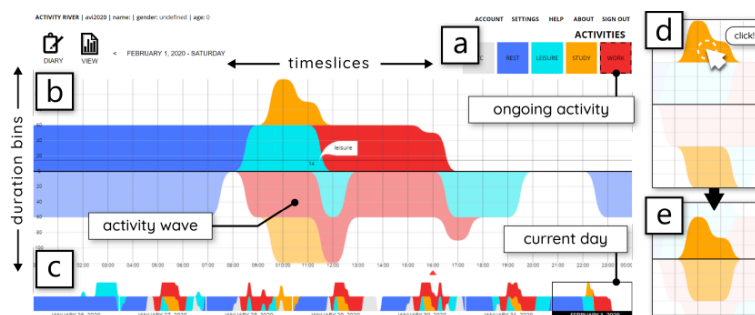 ACTIVITY RIVER | avi2020 | name: | gender: undefined | age: 0
ACCOUNT SETTINGS HELP ABOUT SIGN OUT
DIARY
VIEW
< FEBRUARY 1, 2020 - SATURDAY
a
ACTIVITIES
REST
LEISURE
STUDY
WORK
timeslices
ongoing activity
b
duration bins
leisure
activity wave
current day
02:00 03:00 04:00 05:00 06:00 07:00 08:00 09:00 10:00 11:00 12:00 13:00 14:00 15:00 16:00 17:00 18:00 19:00 20:00 21:00 22:00 23:00
c
d
click!
e